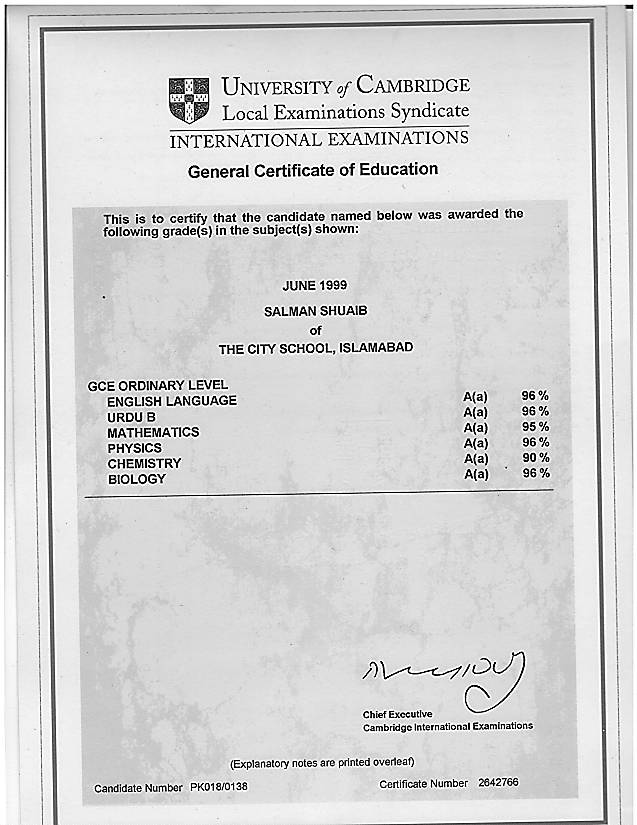 UNIVERSITY of CAMBRIDGE
Local Examinations Syndicate
INTERNATIONAL EXAMINATIONS
General Certificate of Education
This is to certify that the candidate named below was awarded the
following grade(s) in the subject(s) shown:
JUNE 1999
SALMAN SHUAIB
of
THE CITY SCHOOL, ISLAMABAD
GCE ORDINARY LEVEL
ENGLISH LANGUAGE A(a) 96 %
URDU B A(a) 96 %
MATHEMATICS A(a) 95 %
PHYSICS A(a) 96 %
CHEMISTRY A(a) 90 %
BIOLOGY A(a) 96 %
Chief Executive
Cambridge International Examinations
(Explanatory notes are printed overleaf)
Candidate Number PK018/0138 Certificate Number 2642766